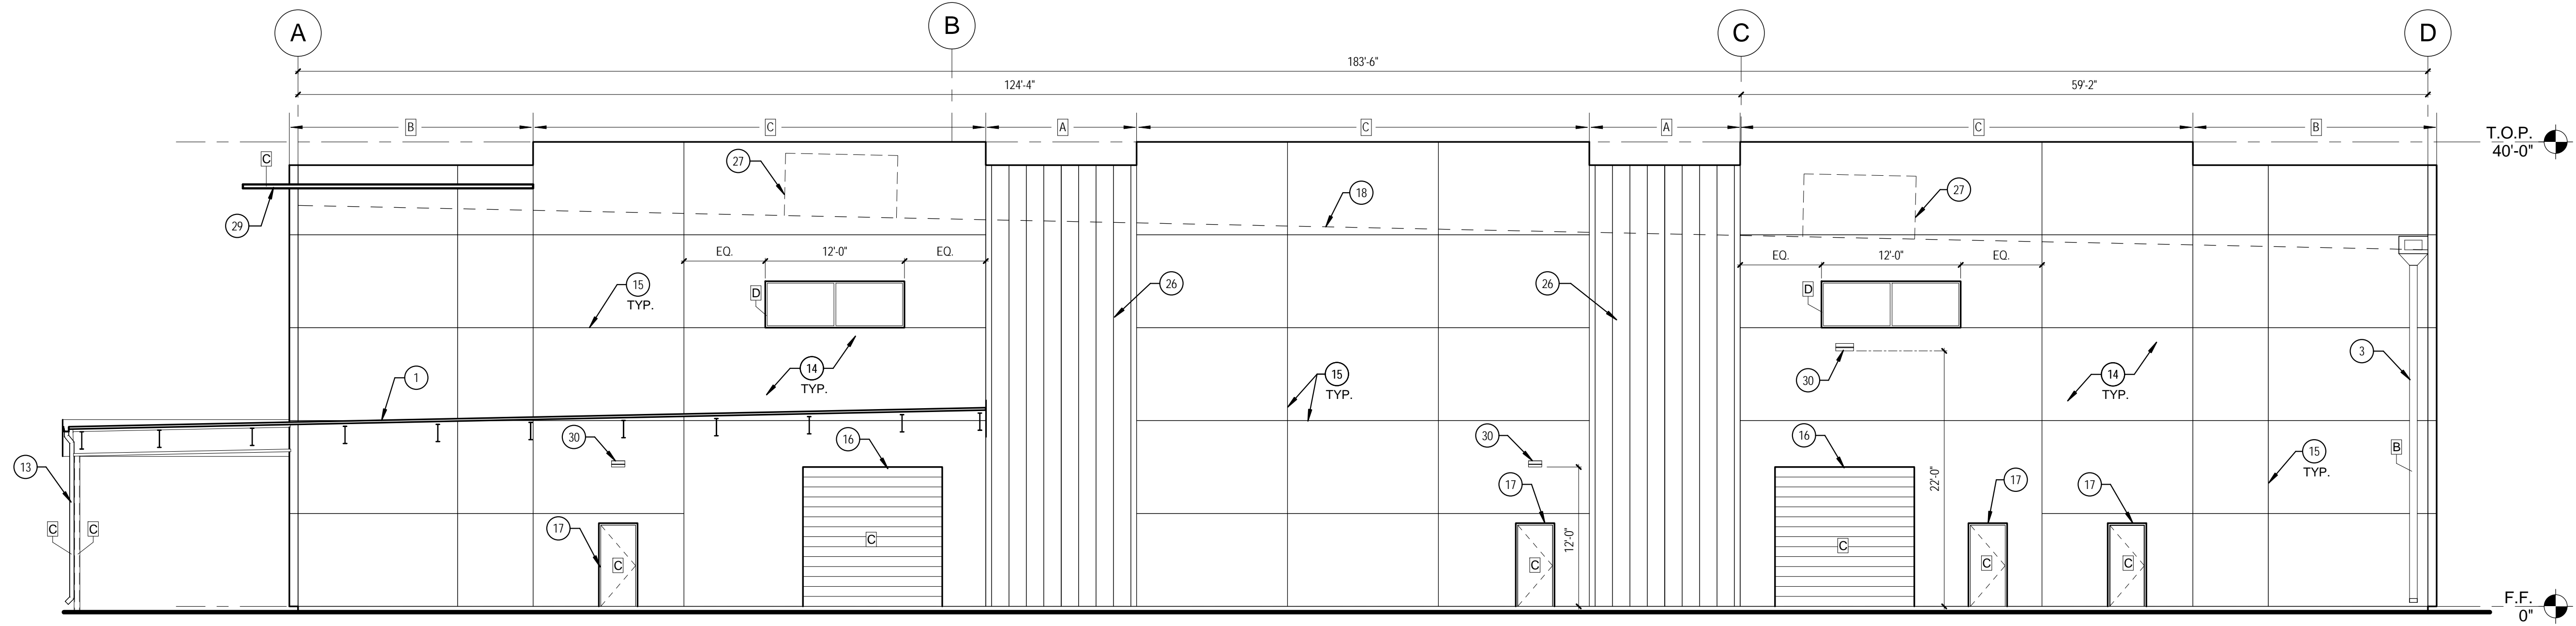 A
B
C
D
183'-6"
124'-4"
59'-2"
B
C
A
C
A
C
B
T.O.P.
40'-0"
C
27
18
27
29
EQ.
12'-0"
EQ.
EQ.
12'-0"
EQ.
15
TYP.
D
26
26
D
14
TYP.
15
TYP.
30
14
TYP.
3
1
30
16
30
16
13
17
12'-0"
22'-0"
17
17
15
TYP.
B
C
C
17
C
C
C
C
C
C
F.F.
0"